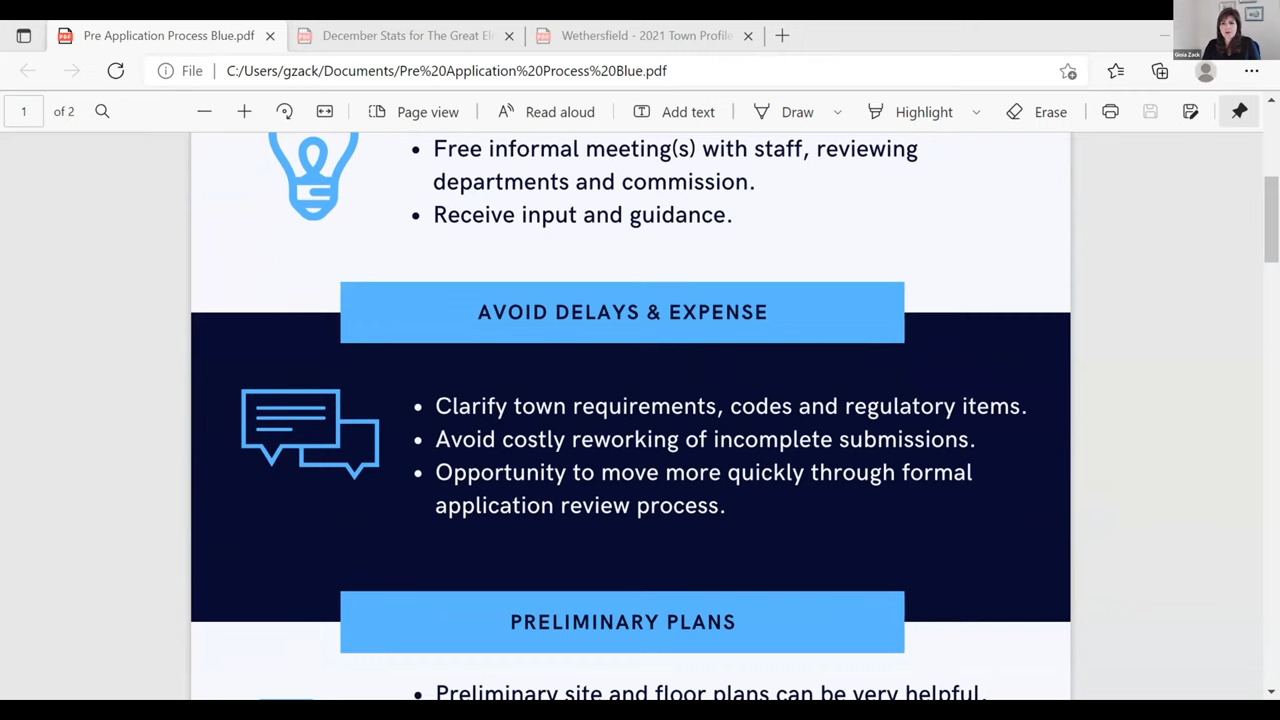 Pre Application Process Blue.pdf
December Stats for The Great El
Wethersfield - 2021 Town Profile
File
C:/Users/gzack/Documents/Pre%20Application%20Process%20Blue.pdf
1 of 2
Page view
Read aloud
Add text
Draw
Highlight
Erase
Ginia Zack
• Free informal meeting(s) with staff, reviewing
departments and commission.
• Receive input and guidance.
AVOID DELAYS & EXPENSE
• Clarify town requirements, codes and regulatory items.
• Avoid costly reworking of incomplete submissions.
• Opportunity to move more quickly through formal
application review process.
PRELIMINARY PLANS
• Preliminary site and floor plans can be very helpful.